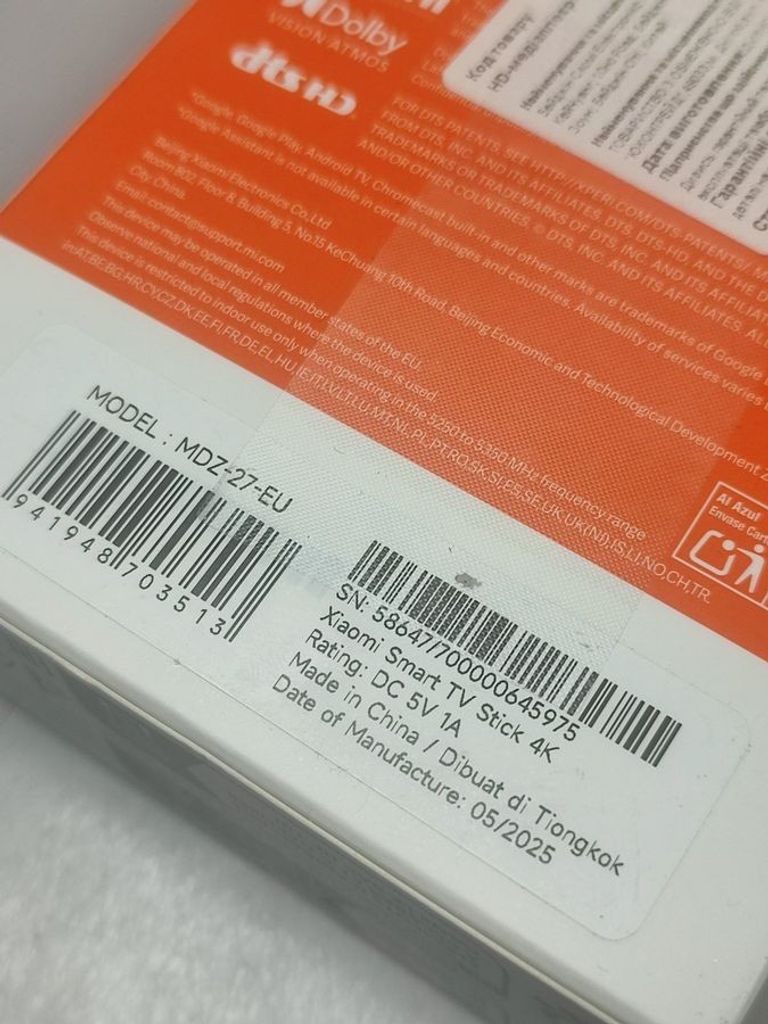 Dolby
VISION·ATMOS
dts HD
Код товару:
HD-медіаплеєр
Дата виготовлення
FOR DTS PATENTS, SEE HTTP://XPERI.COM/DTS-PATENTS/.
FROM DTS, INC. AND ITS AFFILIATES. DTS, DTS-HD, AND THE D
TRADEMARKS OR TRADEMARKS OF DTS, INC. AND ITS AFFILIAT
AND/OR OTHER COUNTRIES. © DTS, INC. AND ITS AFFILIATES. ALL
*Google, Google Play, Android TV, Chromecast built-in and other marks are trademarks of Google
*Google Assistant is not available in certain languages and countries. Availability of services varies
Beijing Xiaomi Electronics Co., Ltd
Room 802, Floor 8, Building 5, No.15 KeChuang 10th Road, Beijing Economic and Technological Development Z
City, China.
Email: contact@support.mi.com
The device may be operated in all member states of the EU.
Observe national and local regulations where the device is used.
This device is restricted to indoor use only when operating in the 5250 to 5350 MHz frequency range
in AT,BE,BG,HR,CY,CZ,DK,EE,FI,FR,DE,EL,HU,IE,IT,LV,LT,LU,MT,NL,PL,PT,RO,SK,SI,ES,SE,UK,UK(NI),IS,LI,NO,CH,TR.
Al Azul
Envase Cart
MODEL : MDZ-27-EU
941948703513
SN: 58647/700000645975
Xiaomi Smart TV Stick 4K
Rating: DC 5V 1A
Made in China / Dibuat di Tiongkok
Date of Manufacture: 05/2025